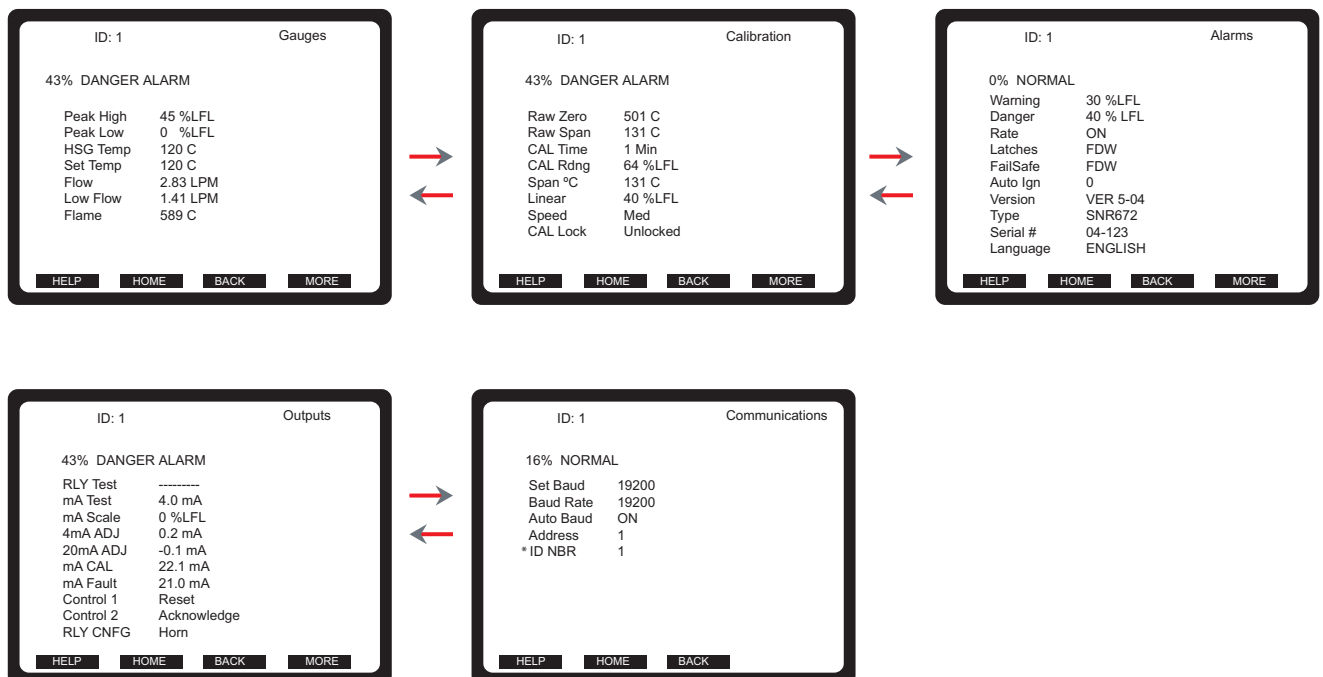 ID: 1 Gauges
43% DANGER ALARM
Peak High 45 %LFL
Peak Low 0 %LFL
HSG Temp 120 C
Set Temp 120 C
Flow 2.83 LPM
Low Flow 1.41 LPM
Flame 589 C
HELP HOME BACK MORE
ID: 1 Calibration
43% DANGER ALARM
Raw Zero 501 C
Raw Span 131 C
CAL Time 1 Min
CAL Rdng 64 %LFL
Span ºC 131 C
Linear 40 %LFL
Speed Med
CAL Lock Unlocked
HELP HOME BACK MORE
ID: 1 Alarms
0% NORMAL
Warning 30 %LFL
Danger 40 % LFL
Rate ON
Latches FDW
FailSafe FDW
Auto Ign 0
Version VER 5-04
Type SNR672
Serial # 04-123
Language ENGLISH
HELP HOME BACK MORE
ID: 1 Outputs
43% DANGER ALARM
RLY Test ---------
mA Test 4.0 mA
mA Scale 0 %LFL
4mA ADJ 0.2 mA
20mA ADJ -0.1 mA
mA CAL 22.1 mA
mA Fault 21.0 mA
Control 1 Reset
Control 2 Acknowledge
RLY CNFG Horn
HELP HOME BACK MORE
ID: 1 Communications
16% NORMAL
Set Baud 19200
Baud Rate 19200
Auto Baud ON
Address 1
* ID NBR 1
HELP HOME BACK